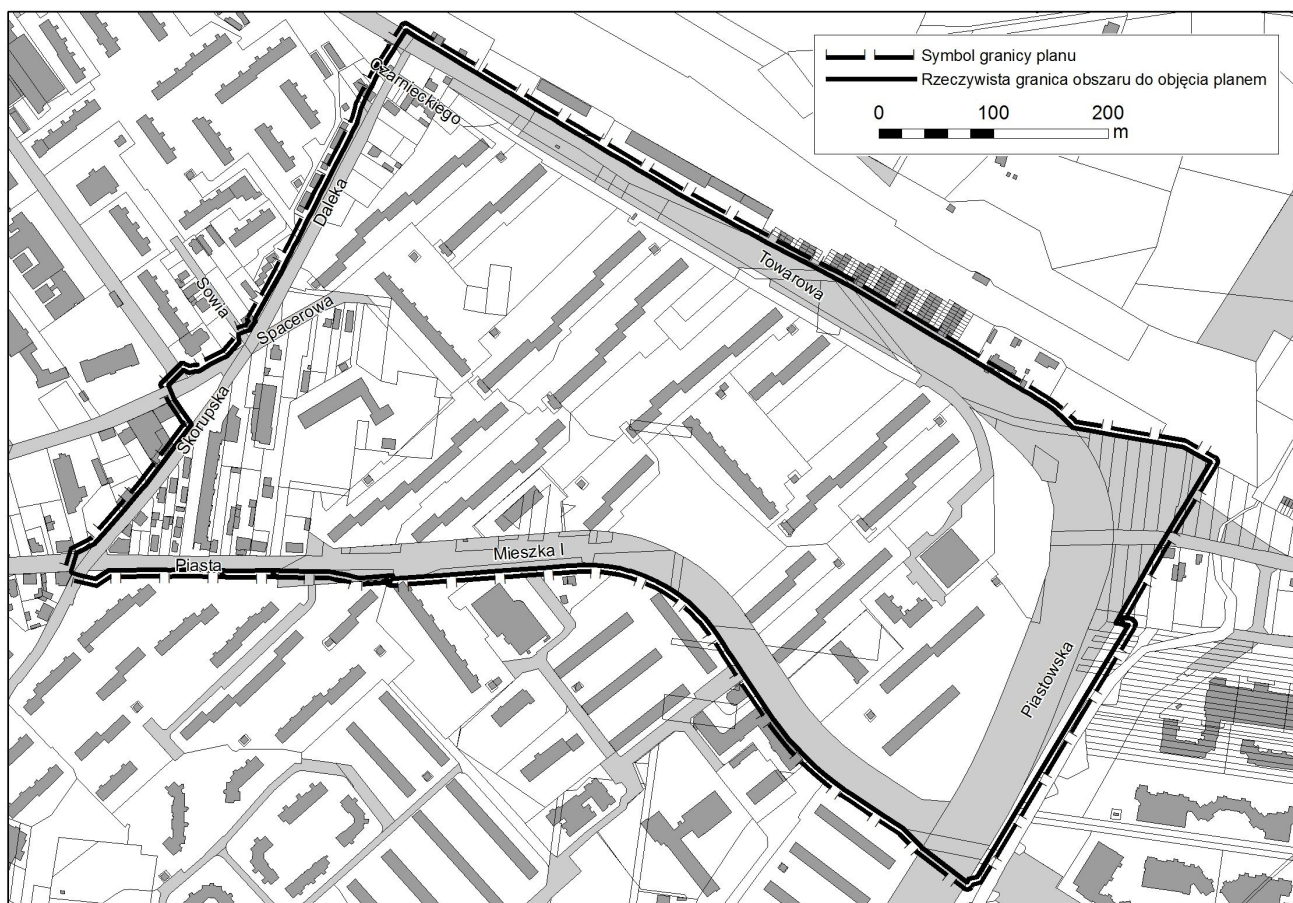 Symbol granicy planu
Rzeczywista granica obszaru do objęcia planem
0 100 200
m
Czarnieckiego
Daleka
Sowia
Spacerowa
Towarowa
Skorupska
Mieszka I
Piasta
Piastowska